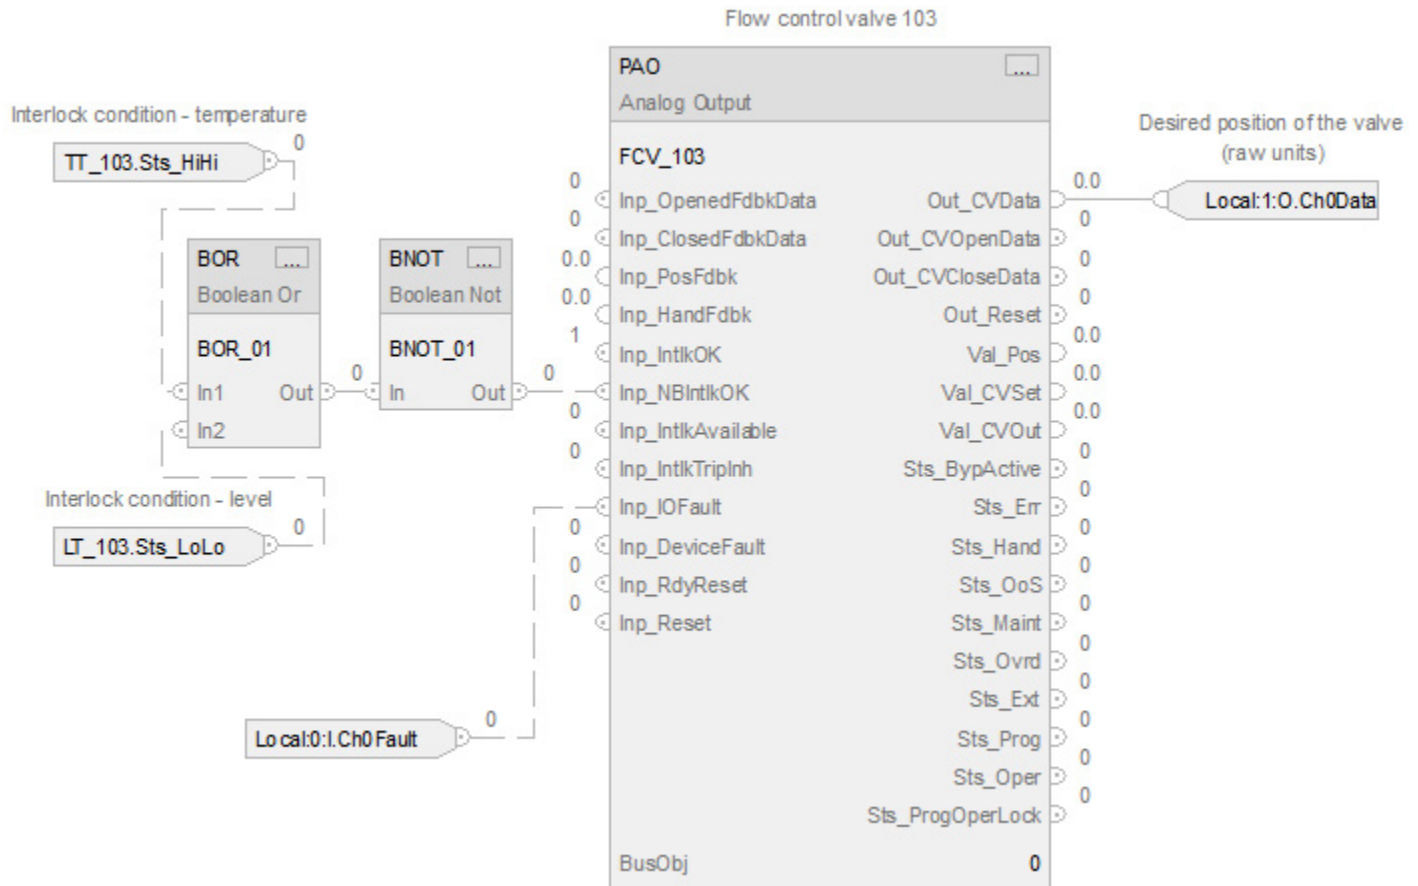 Flow control valve 103
PAO
...
Analog Output
FCV_103
Interlock condition - temperature
0
TT_103.Sts_HiHi
BOR
...
Boolean Or
BOR_01
In1
Out
In2
0
BNOT
...
Boolean Not
BNOT_01
In
Out
0
Interlock condition - level
0
LT_103.Sts_LoLo
Local:0:I.Ch0Fault
0
0
Inp_OpenedFdbkData
0
Inp_ClosedFdbkData
0.0
Inp_PosFdbk
0.0
Inp_HandFdbk
1
Inp_IntlkOK
Inp_NBIntlkOK
0
Inp_IntlkAvailable
0
Inp_IntlkTripInh
Inp_IOFault
0
Inp_DeviceFault
0
Inp_RdyReset
0
Inp_Reset
Out_CVData
0.0
Out_CVOpenData
0
Out_CVCloseData
0
Out_Reset
0
Val_Pos
0.0
Val_CVSet
0.0
Val_CVOut
0.0
Sts_BypActive
0
Sts_Err
0
Sts_Hand
0
Sts_OoS
0
Sts_Maint
0
Sts_Ovrd
0
Sts_Ext
0
Sts_Prog
0
Sts_Oper
0
Sts_ProgOperLock
0
BusObj
0
Desired position of the valve
(raw units)
Local:1:O.Ch0Data